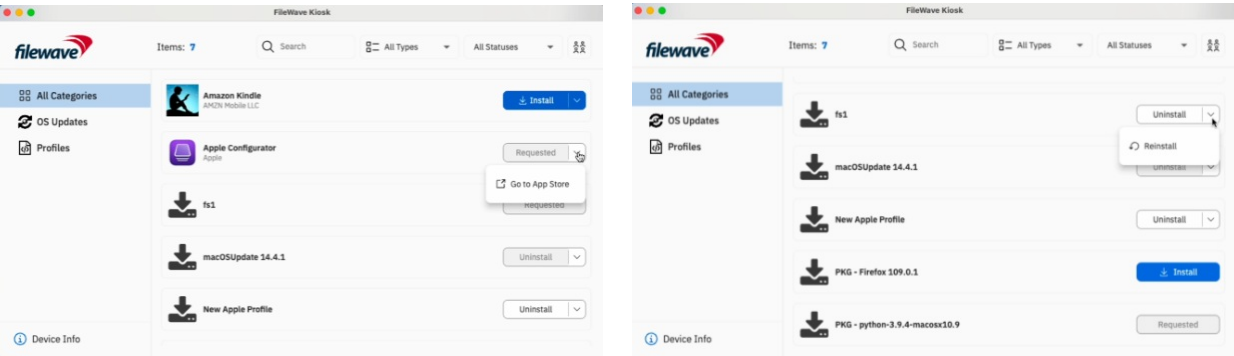 FileWave Kiosk
filewave
Items: 7
Search
All Types
All Statuses
All Categories
OS Updates
Profiles
Amazon Kindle
AMZN Mobile LLC
Install
Apple Configurator
Apple
Requested
Go to App Store
fs1
Requested
macOSUpdate 14.4.1
Uninstall
New Apple Profile
Uninstall
Device Info
FileWave Kiosk
filewave
Items: 7
Search
All Types
All Statuses
All Categories
OS Updates
Profiles
fs1
Uninstall
Reinstall
macOSUpdate 14.4.1
Uninstall
New Apple Profile
Uninstall
PKG - Firefox 109.0.1
Install
PKG - python-3.9.4-macosx10.9
Requested
Device Info